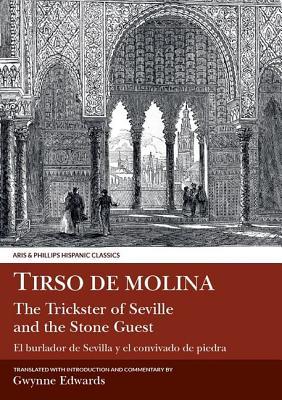 ARIS & PHILLIPS HISPANIC CLASSICS
TIRSO DE MOLINA
The Trickster of Seville
and the Stone Guest
El burlador de Sevilla y el convivado de piedra
TRANSLATED WITH INTRODUCTION AND COMMENTARY BY
Gwynne Edwards